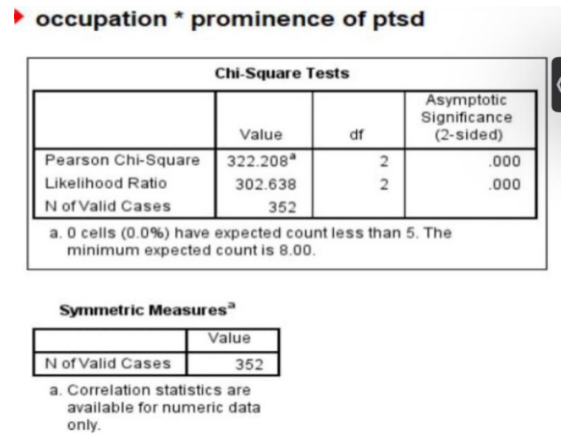 occupation * prominence of ptsd
Chi-Square Tests
Value df Asymptotic Significance (2-sided)
Pearson Chi-Square 322.208a 2 .000
Likelihood Ratio 302.638 2 .000
N of Valid Cases 352
a. 0 cells (0.0%) have expected count less than 5. The
minimum expected count is 8.00.
Symmetric Measuresa
Value
N of Valid Cases 352
a. Correlation statistics are
available for numeric data
only.